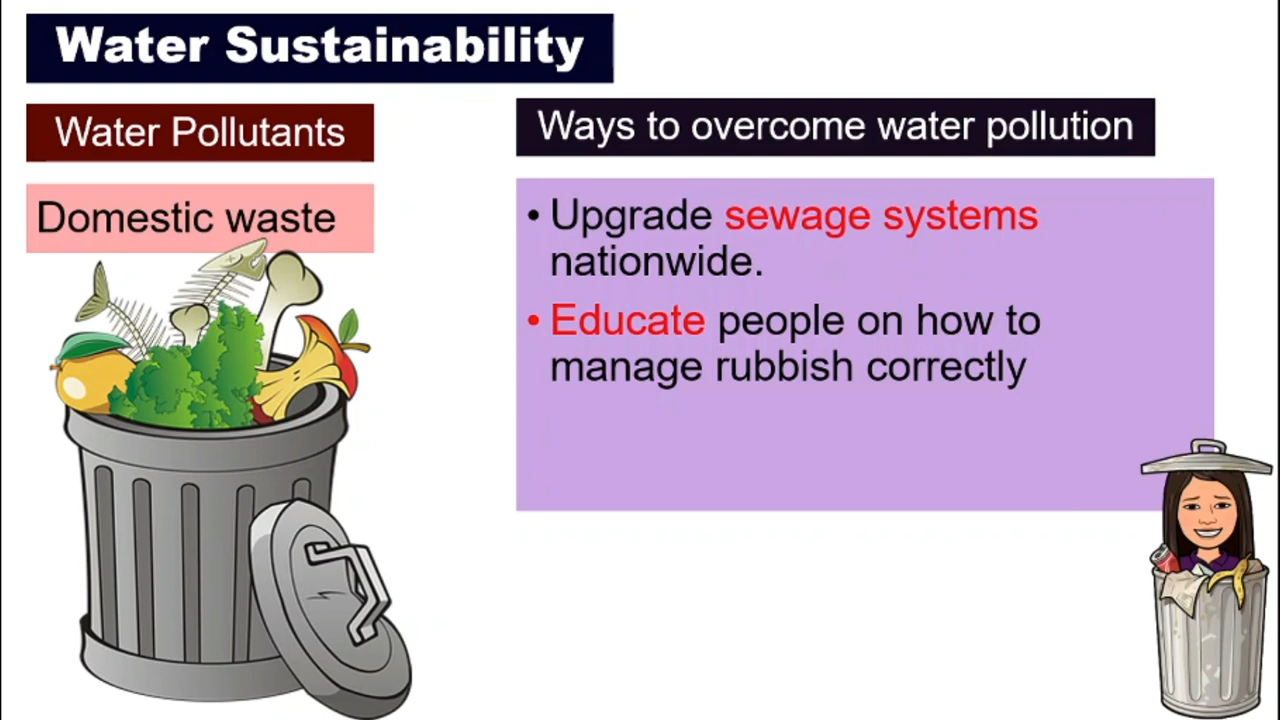 Water Sustainability
Water Pollutants
Domestic waste
Ways to overcome water pollution
• Upgrade sewage systems
nationwide.
• Educate people on how to
manage rubbish correctly